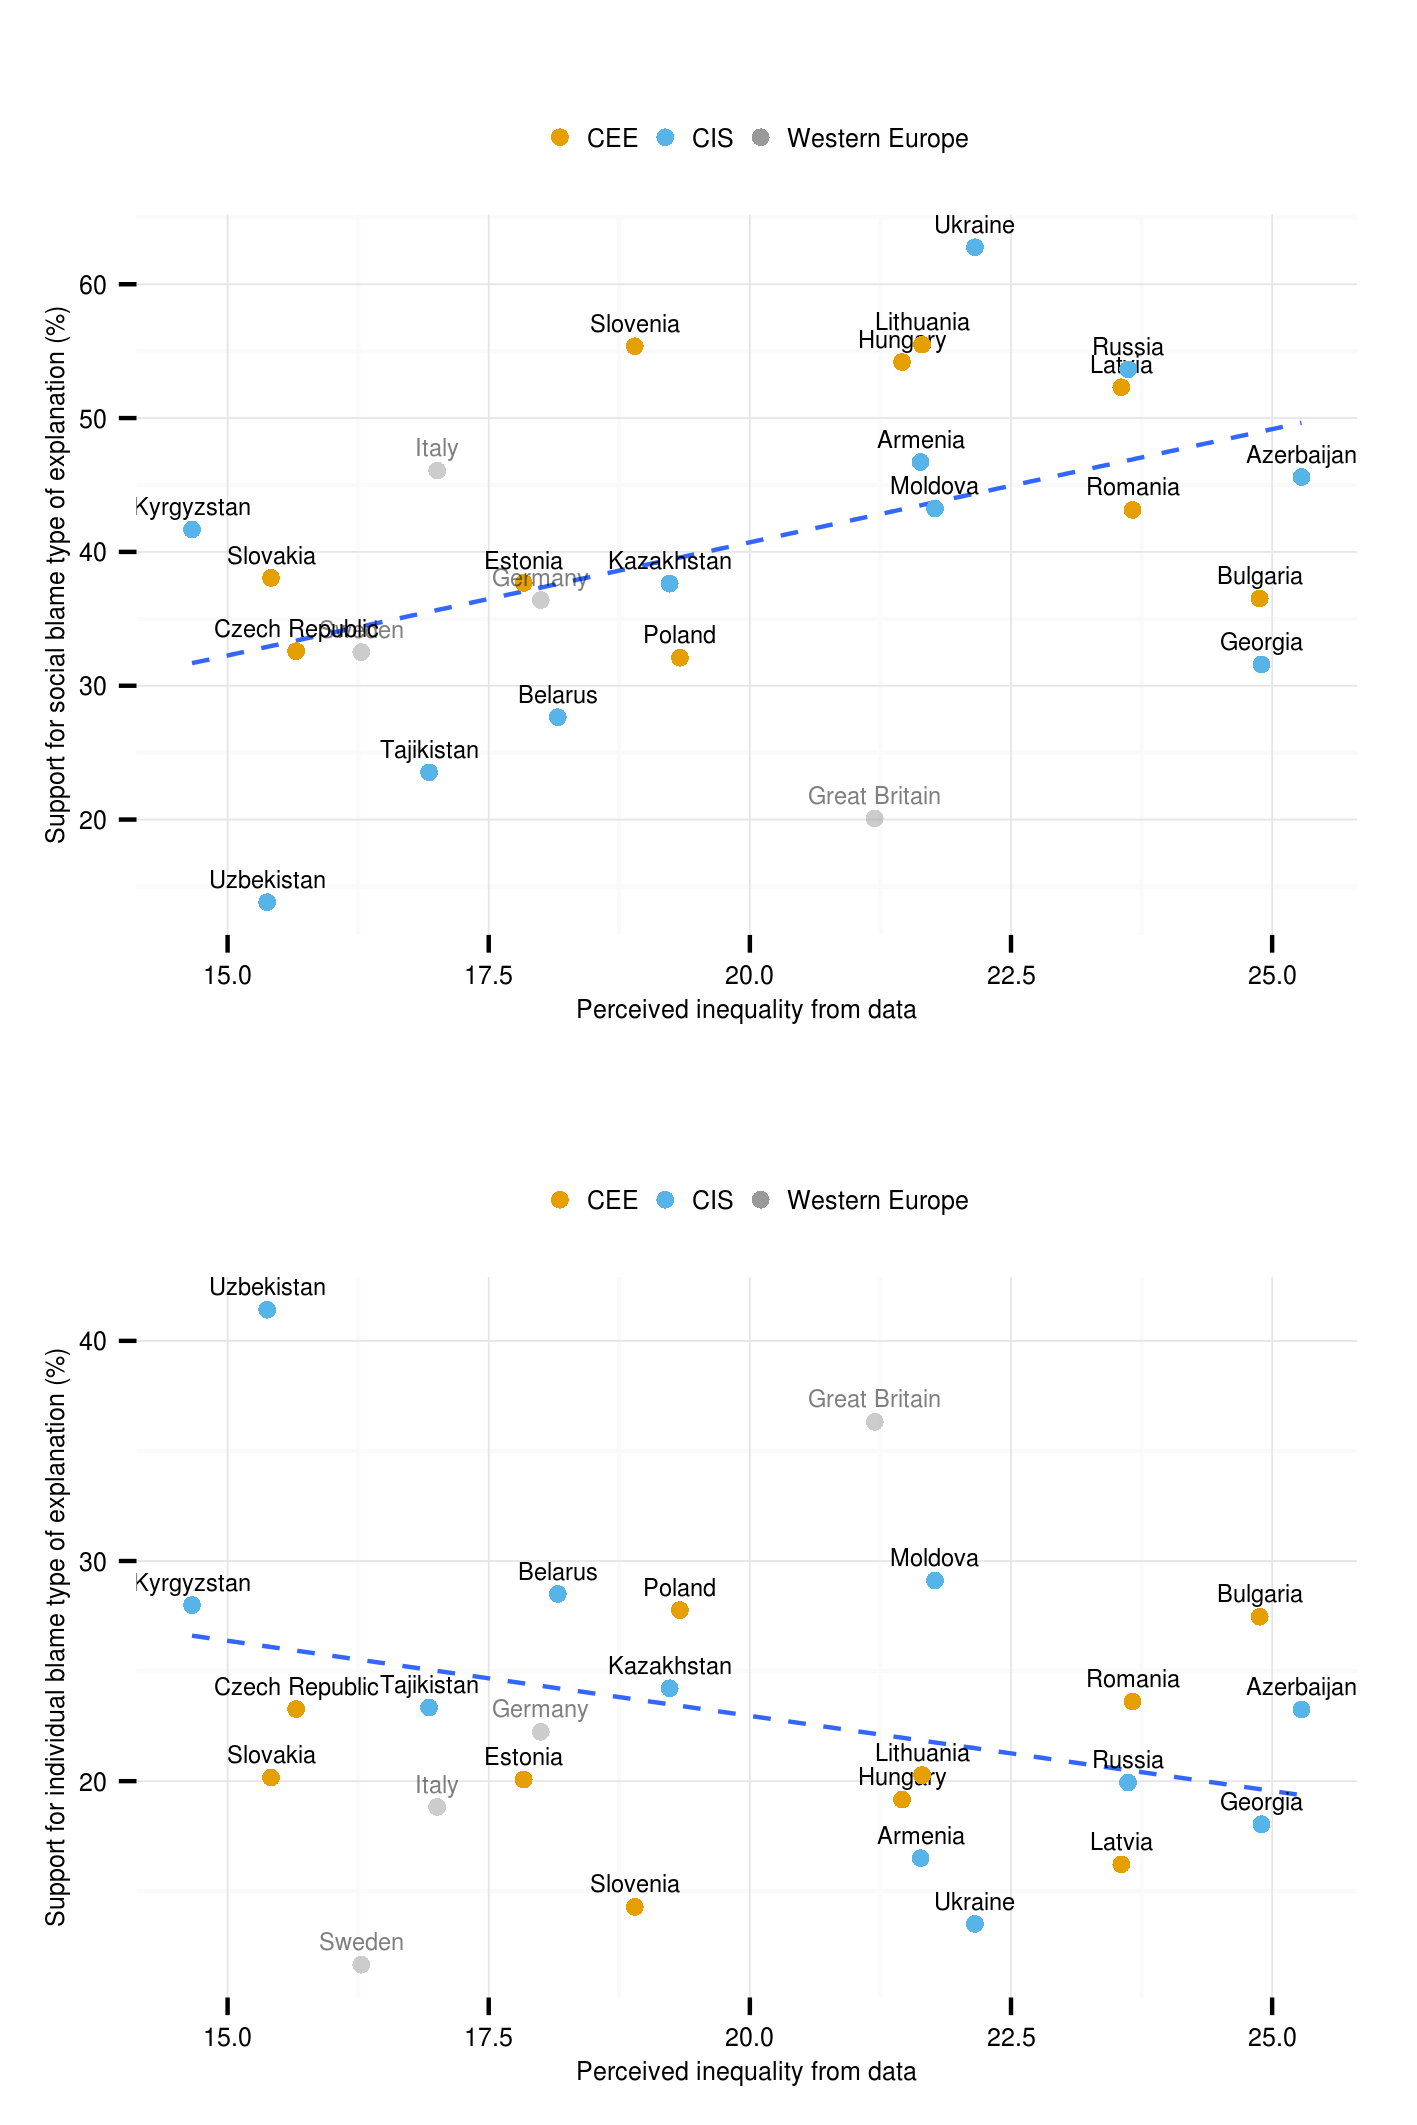 CEE CIS Western Europe
Ukraine
60
Slovenia
Lithuania
Hungary
Russia
Latvia
50
Armenia
Italy
Azerbaijan
Moldova
Romania
Kyrgyzstan
40
Slovakia
Estonia
Kazakhstan
Germany
Bulgaria
Czech Republic
Sweden
Poland
Georgia
30
Belarus
Tajikistan
Great Britain
20
Uzbekistan
Support for social blame type of explanation (%)
15.0 17.5 20.0 22.5 25.0
Perceived inequality from data
CEE CIS Western Europe
Uzbekistan
40
Great Britain
30
Moldova
Belarus
Kyrgyzstan
Poland
Bulgaria
Kazakhstan
Romania
Czech Republic Tajikistan
Azerbaijan
Germany
Lithuania
Slovakia
Estonia
Russia
20
Hungary
Italy
Georgia
Armenia
Latvia
Slovenia
Ukraine
Sweden
Support for individual blame type of explanation (%)
15.0 17.5 20.0 22.5 25.0
Perceived inequality from data